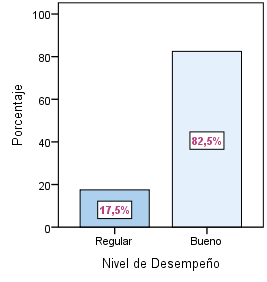 100
80
60
40
20
0
Porcentaje
17,5%
82,5%
Regular
Bueno
Nivel de Desempeño